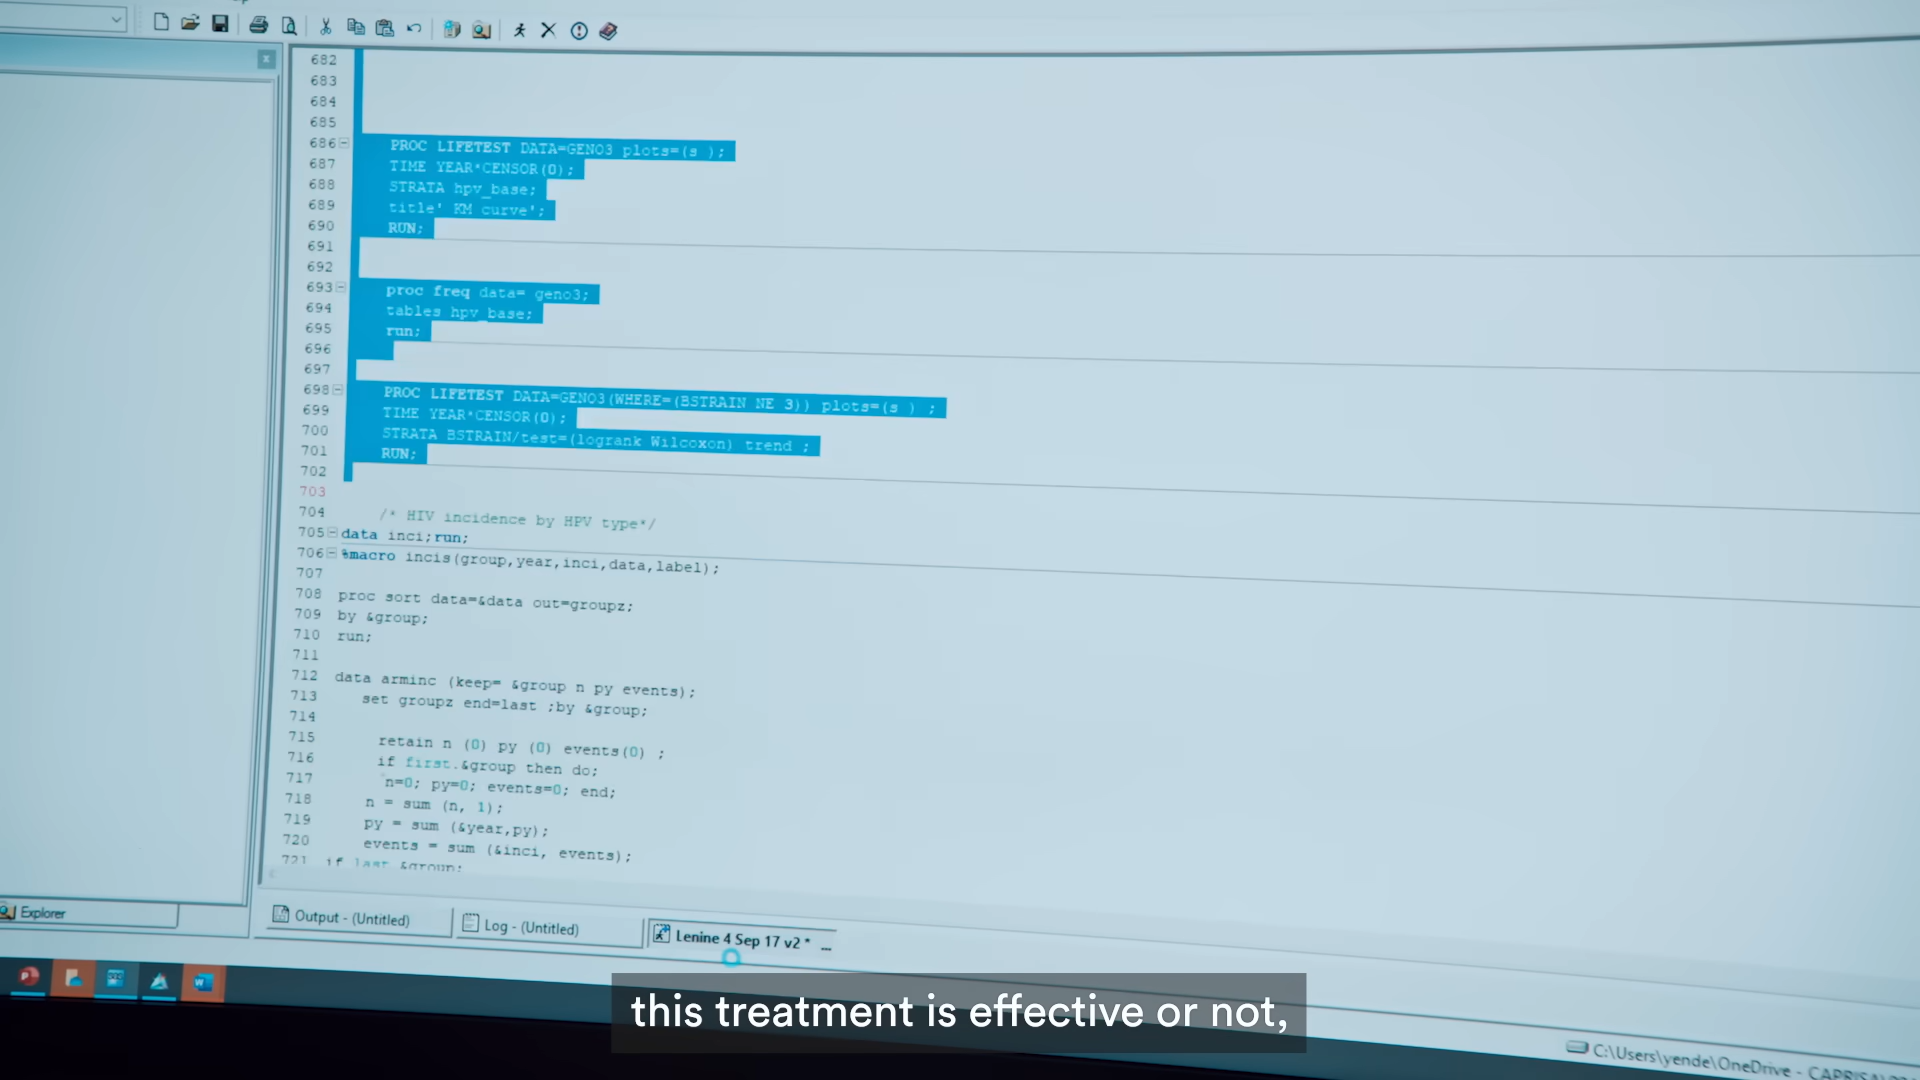 682
683
684
685
686 PROC LIFETEST DATA=GENO3 plots=(s );
687 TIME YEAR*CENSOR(0);
688 STRATA hpv_base;
689 title' KM curve';
690 RUN;
691
692
693 proc freq data= geno3;
694 tables hpv_base;
695 run;
696
697
698 PROC LIFETEST DATA=GENO3(WHERE=(BSTRAIN NE 3)) plots=(s ) ;
699 TIME YEAR*CENSOR(0);
700 STRATA BSTRAIN/test=(logrank Wilcoxon) trend ;
701 RUN;
702
703
704 /* HIV incidence by HPV type*/
705 data inci;run;
706 %macro incis(group,year,inci,data,label);
707
708 proc sort data=&data out=groupz;
709 by &group;
710 run;
711
712 data arminc (keep= &group n py events);
713 set groupz end=last ;by &group;
714
715 retain n (0) py (0) events(0) ;
716 if first.&group then do;
717 n=0; py=0; events=0; end;
718 n = sum (n, 1);
719 py = sum (&year,py);
720 events = sum (&inci, events);
721 if last &group;
Explorer
Output - (Untitled)
Log - (Untitled)
Lenine 4 Sep 17 v2 * ...
this treatment is effective or not,
C:\Users\yende\OneDrive - CAPRISA